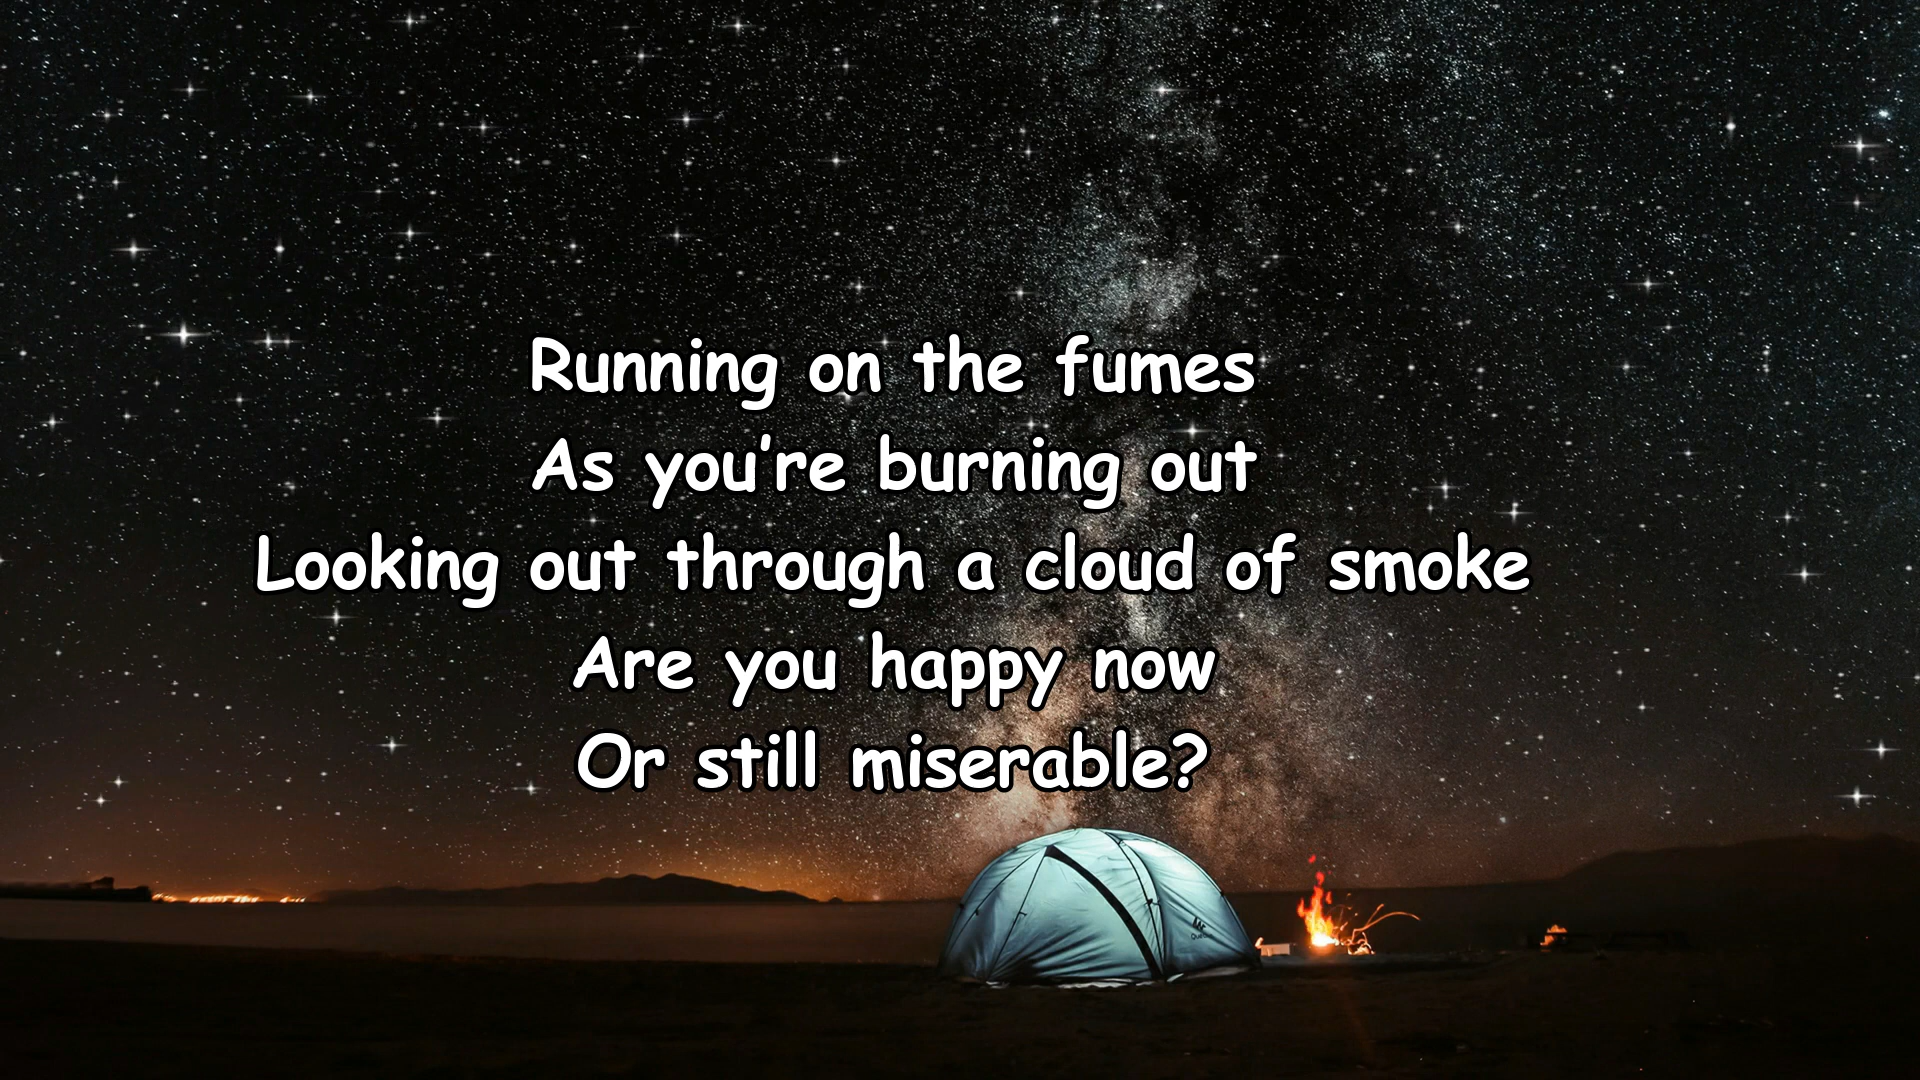 Running on the fumes
As you're burning out
Looking out through a cloud of smoke
Are you happy now
Or still miserable?